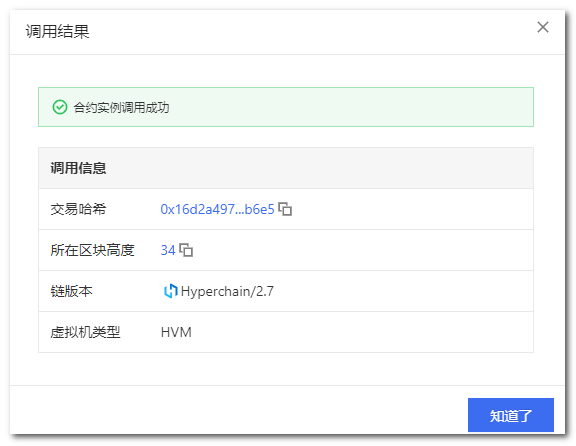 调用结果
合约实例调用成功
调用信息
交易哈希 0x16d2a497...b6e5
所在区块高度 34
链版本 Hyperchain/2.7
虚拟机类型 HVM
知道了